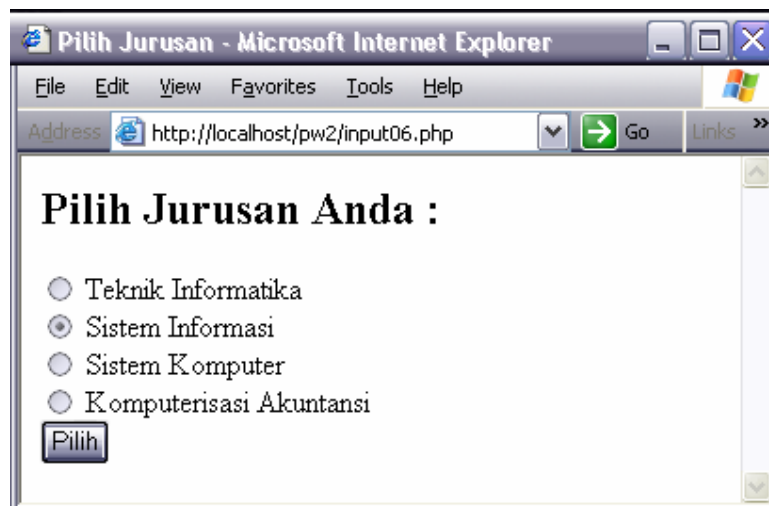 Pilih Jurusan - Microsoft Internet Explorer
File Edit View Favorites Tools Help
Address http://localhost/pw2/input06.php Go Links »
Pilih Jurusan Anda :
Teknik Informatika
Sistem Informasi
Sistem Komputer
Komputerisasi Akuntansi
Pilih